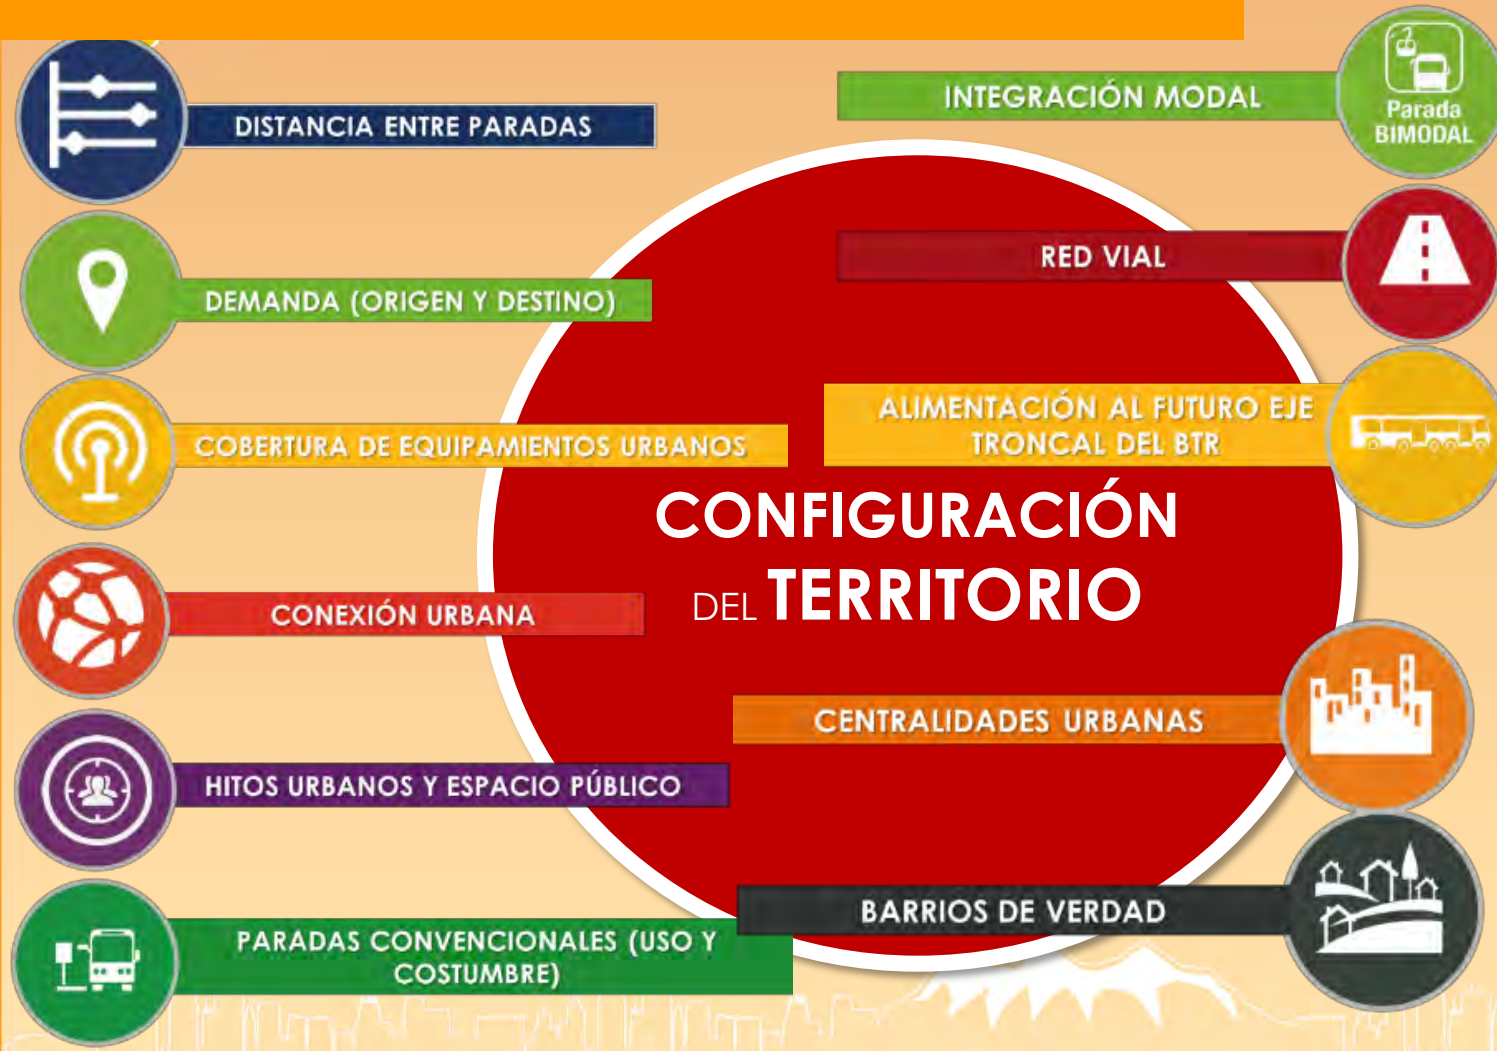 DISTANCIA ENTRE PARADAS
DEMANDA (ORIGEN Y DESTINO)
COBERTURA DE EQUIPAMIENTOS URBANOS
CONEXIÓN URBANA
HITOS URBANOS Y ESPACIO PÚBLICO
PARADAS CONVENCIONALES (USO Y
COSTUMBRE)
CONFIGURACIÓN
DEL TERRITORIO
INTEGRACIÓN MODAL
Parada
BIMODAL
RED VIAL
ALIMENTACIÓN AL FUTURO EJE
TRONCAL DEL BTR
CENTRALIDADES URBANAS
BARRIOS DE VERDAD